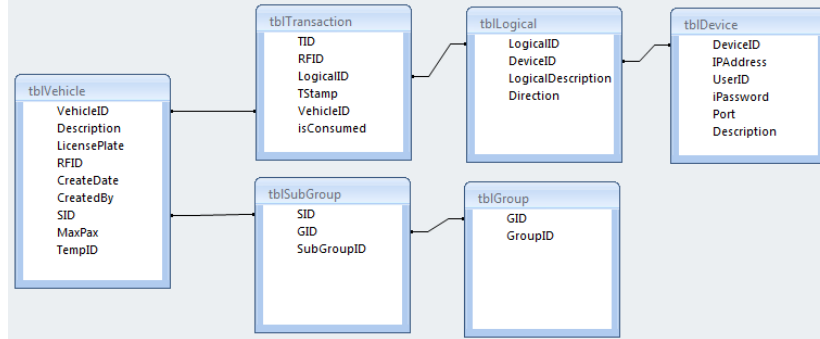 tblTransaction
TID
RFID
LogicalID
TStamp
VehicleID
isConsumed
tblLogical
LogicalID
DeviceID
LogicalDescription
Direction
tblDevice
DeviceID
IPAddress
UserID
iPassword
Port
Description
tblVehicle
VehicleID
Description
LicensePlate
RFID
CreateDate
CreatedBy
SID
MaxPax
TempID
tblSubGroup
SID
GID
SubGroupID
tblGroup
GID
GroupID